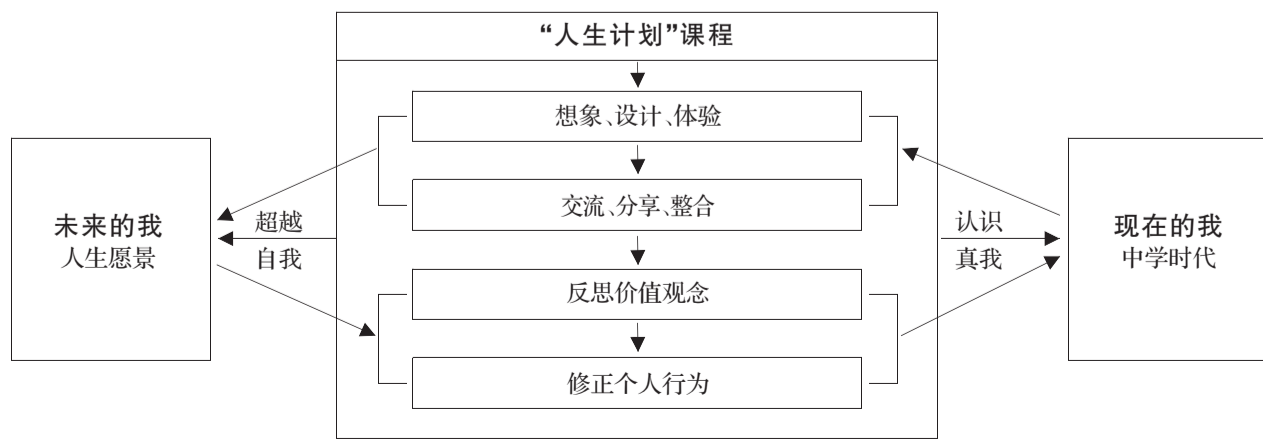 “人生计划”课程
想象、设计、体验
交流、分享、整合
反思价值观念
修正个人行为
未来的我
人生愿景
超越
自我
认识
真我
现在的我
中学时代